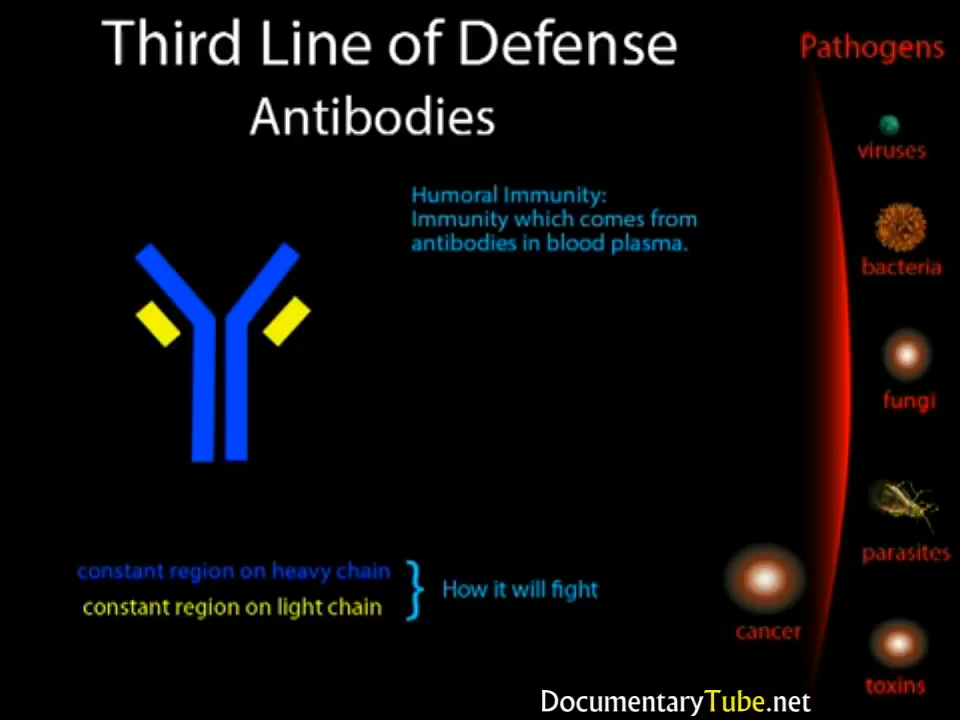 Third Line of Defense
Antibodies
Pathogens
viruses
Humoral Immunity:
Immunity which comes from
antibodies in blood plasma.
bacteria
fungi
parasites
constant region on heavy chain
constant region on light chain
} How it will fight
cancer
toxins
DocumentaryTube.net